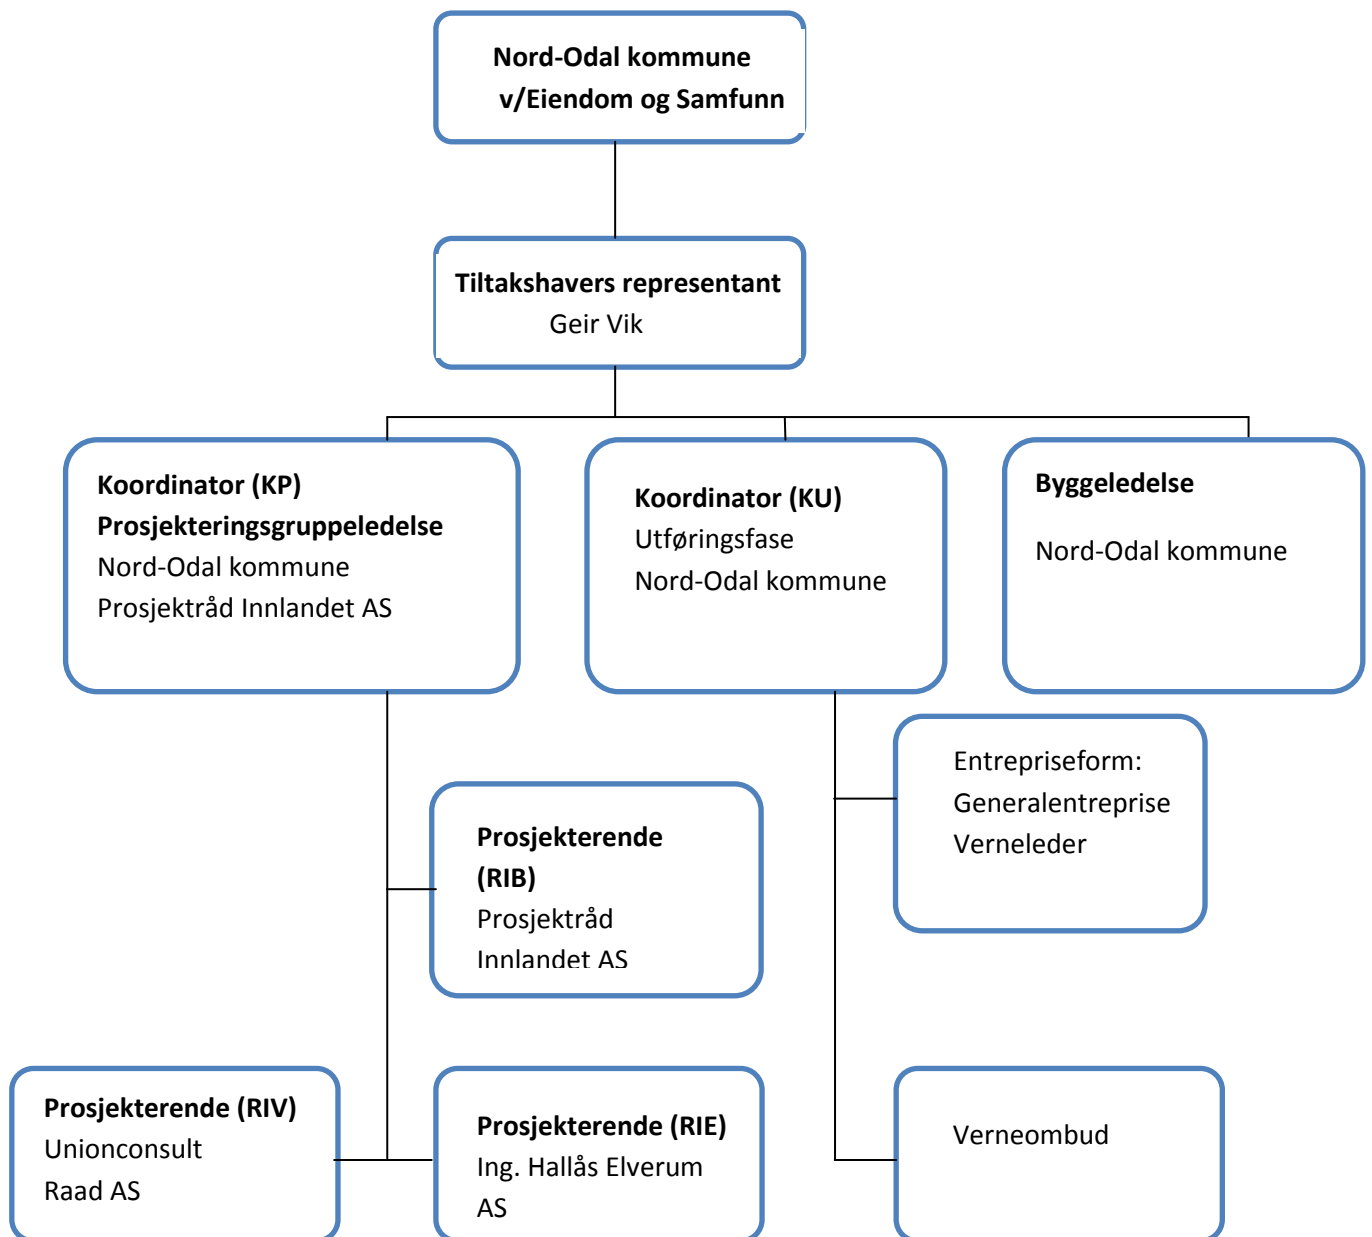 Nord-Odal kommune
v/Eiendom og Samfunn
Tiltakshavers representant
Geir Vik
Koordinator (KP)
Prosjekteringsgruppeledelse
Nord-Odal kommune
Prosjektråd Innlandet AS
Koordinator (KU)
Utføringsfase
Nord-Odal kommune
Byggeledelse
Nord-Odal kommune
Entrepriseform:
Generalentreprise
Verneleder
Prosjekterende
(RIB)
Prosjektråd
Innlandet AS
Prosjekterende (RIV)
Unionconsult
Raad AS
Prosjekterende (RIE)
Ing. Hallås Elverum
AS
Verneombud